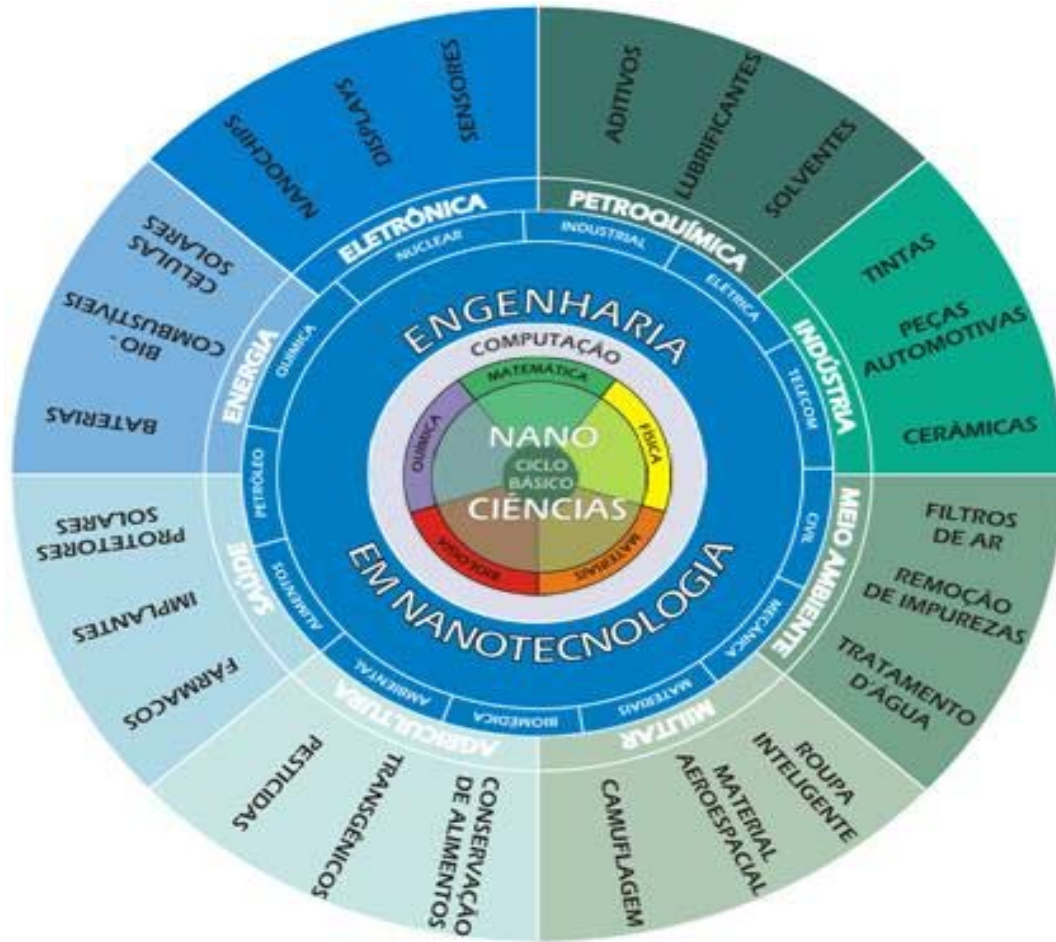 SENSORES
DISPLAYS
NANOCHIPS
ADITIVOS
LUBRIFICANTES
SOLVENTES
TINTAS
PEÇAS
AUTOMOTIVAS
CERÂMICAS
FILTROS
DE AR
REMOÇÃO
DE IMPUREZAS
TRATAMENTO
D'ÁGUA
ROUPA
INTELIGENTE
MATERIAL
AEROESPACIAL
CAMUFLAGEM
CONSERVAÇÃO
DE ALIMENTOS
TRANSGÊNICOS
PESTICIDAS
FÁRMACOS
IMPLANTES
PROTETORES
SOLARES
BATERIAS
BIO-
COMBUSTÍVEIS
CÉLULAS
SOLARES
ELETRÔNICA
PETROQUÍMICA
INDÚSTRIA
MEIO AMBIENTE
MILITAR
AGRICULTURA
SAÚDE
ENERGIA
NUCLEAR
INDUSTRIAL
ELETRICA
TELECOM
CIVIL
MECÂNICA
MATERIAIS
BIOMÉDICA
AMBIENTAL
ALIMENTOS
PETRÓLEO
QUÍMICA
ENGENHARIA
EM NANOTECNOLOGIA
COMPUTAÇÃO
MATEMÁTICA
FÍSICA
MATERIAIS
BIOLOGIA
QUÍMICA
NANO
CICLO
BÁSICO
CIÊNCIAS